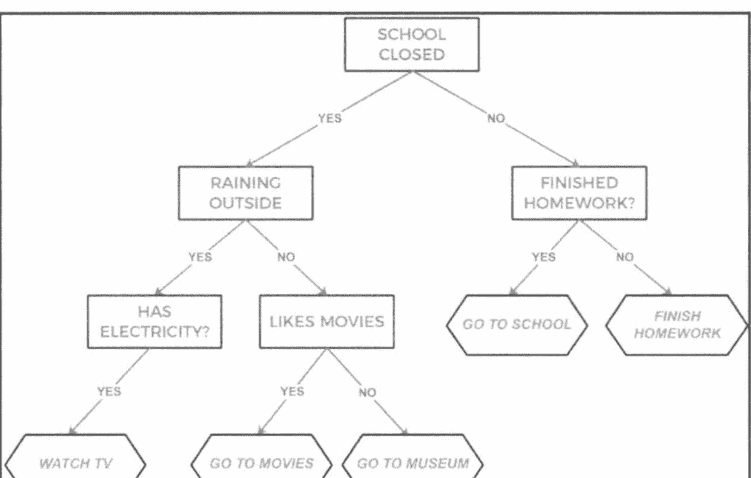 SCHOOL
CLOSED
YES
NO
RAINING
OUTSIDE
FINISHED
HOMEWORK?
YES
NO
YES
NO
HAS
ELECTRICITY?
LIKES MOVIES
GO TO SCHOOL
FINISH
HOMEWORK
YES
YES
NO
WATCH TV
GO TO MOVIES
GO TO MUSEUM